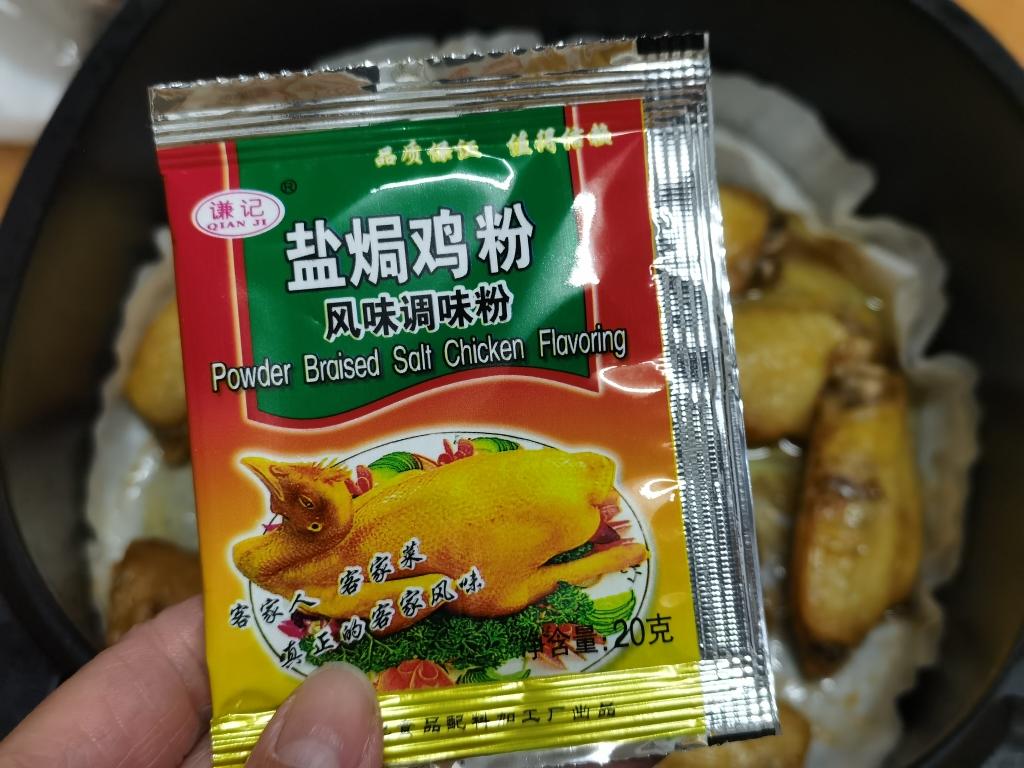 品质保证 值得信赖
®
谦记
QIAN JI
盐焗鸡粉
风味调味粉
Powder Braised Salt Chicken Flavoring
客家人 客家菜
真正的客家风味
净含量:20克
食品配料加工厂出品